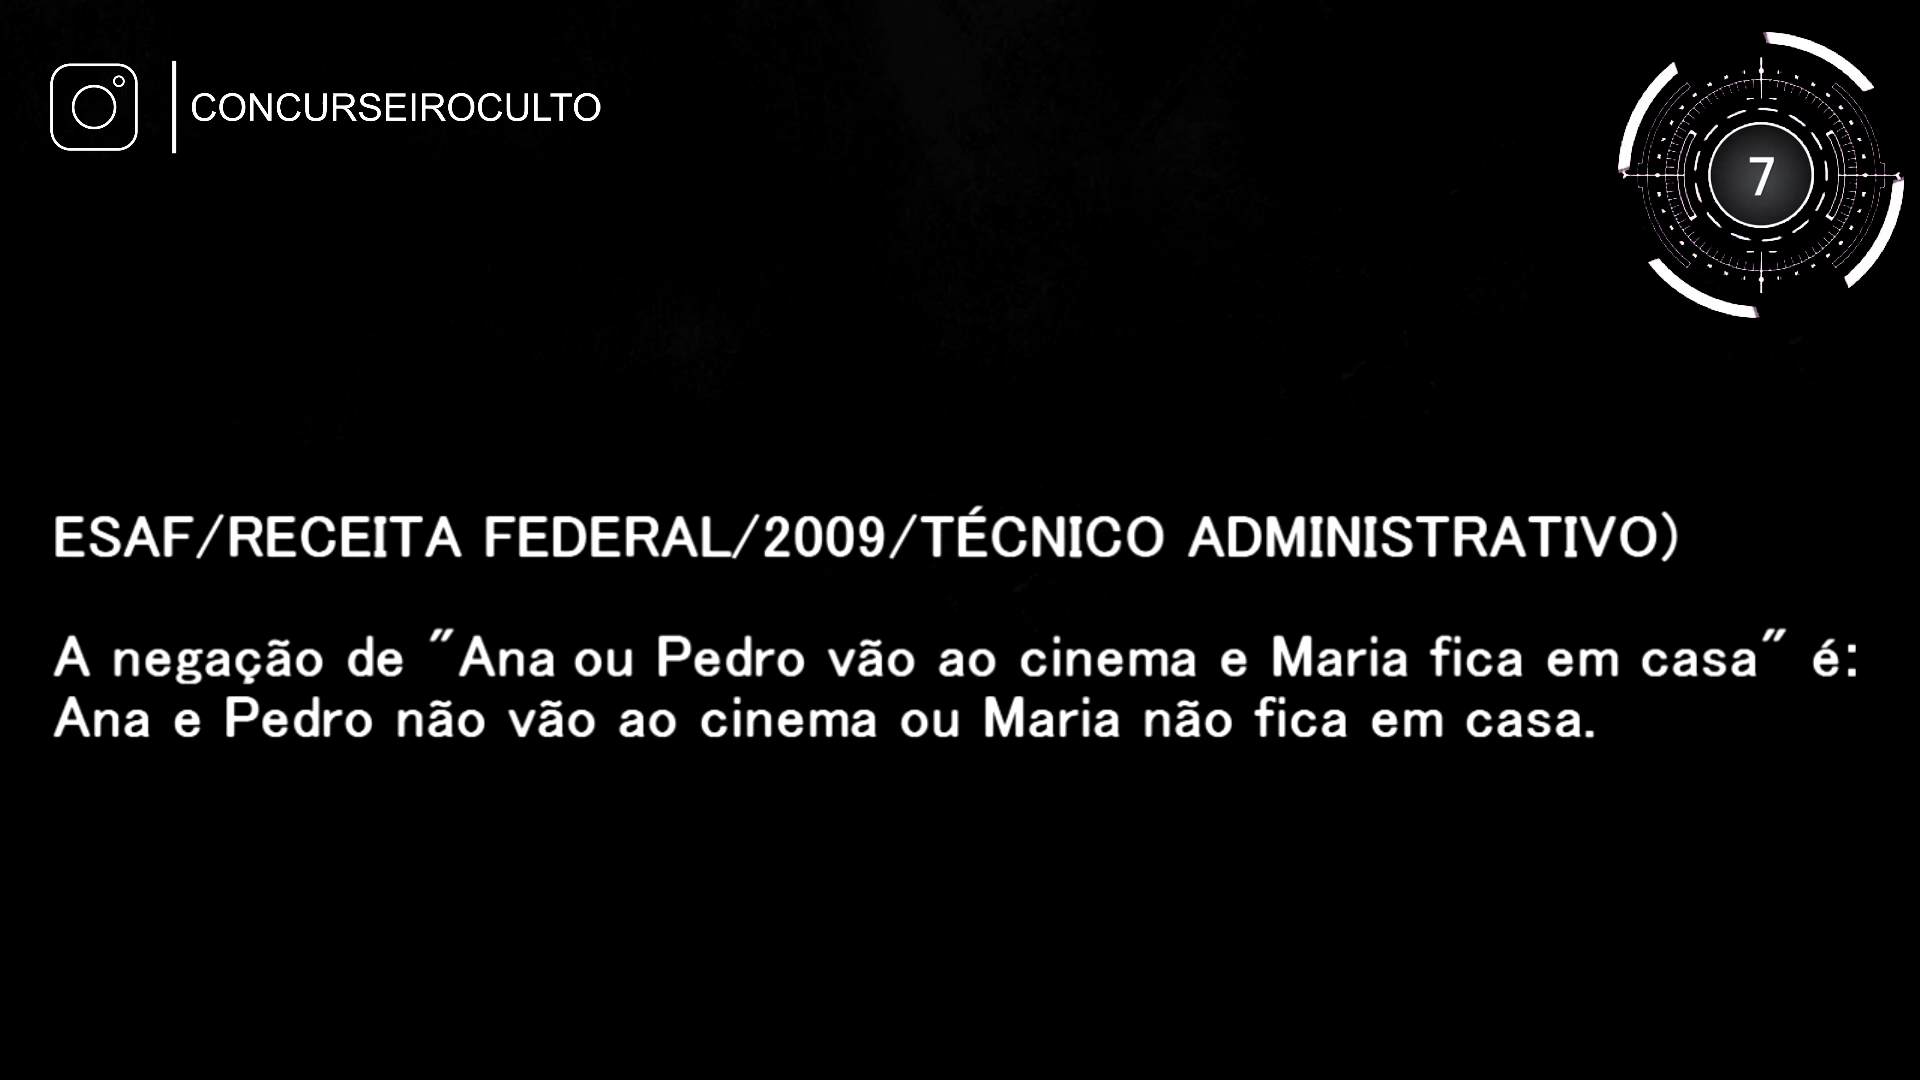 CONCURSEIROCULTO
7
ESAF/RECEITA FEDERAL/2009/TÉCNICO ADMINISTRATIVO)
A negação de "Ana ou Pedro vão ao cinema e Maria fica em casa" é:
Ana e Pedro não vão ao cinema ou Maria não fica em casa.